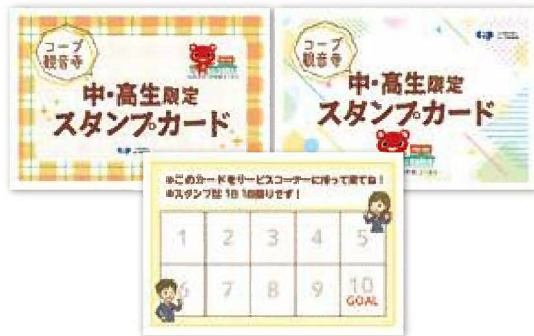 コープ
観音寺
中・高生限定
スタンプカード
コープ
観音寺
中・高生限定
スタンプカード
※このカードをサービスコーナーに持って来てね!
※スタンプは1日1回限りです!
1 2 3 4 5
6 7 8 9 10
GOAL